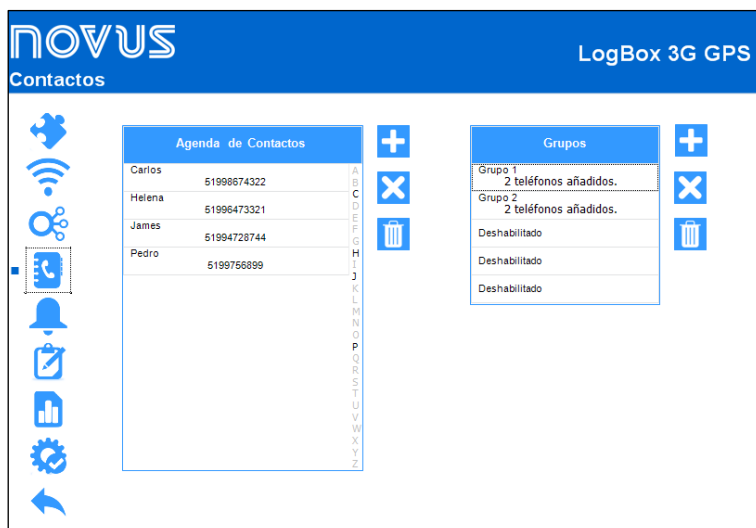 NOVUS
LogBox 3G GPS
Contactos
Agenda de Contactos
Carlos
51998674322
Helena
51996473321
James
51994728744
Pedro
5199756899
A
B
C
D
E
F
G
H
I
J
K
L
M
N
O
P
Q
R
S
T
U
V
W
X
Y
Z
Grupos
Grupo 1
2 teléfonos añadidos.
Grupo 2
2 teléfonos añadidos.
Deshabilitado
Deshabilitado
Deshabilitado